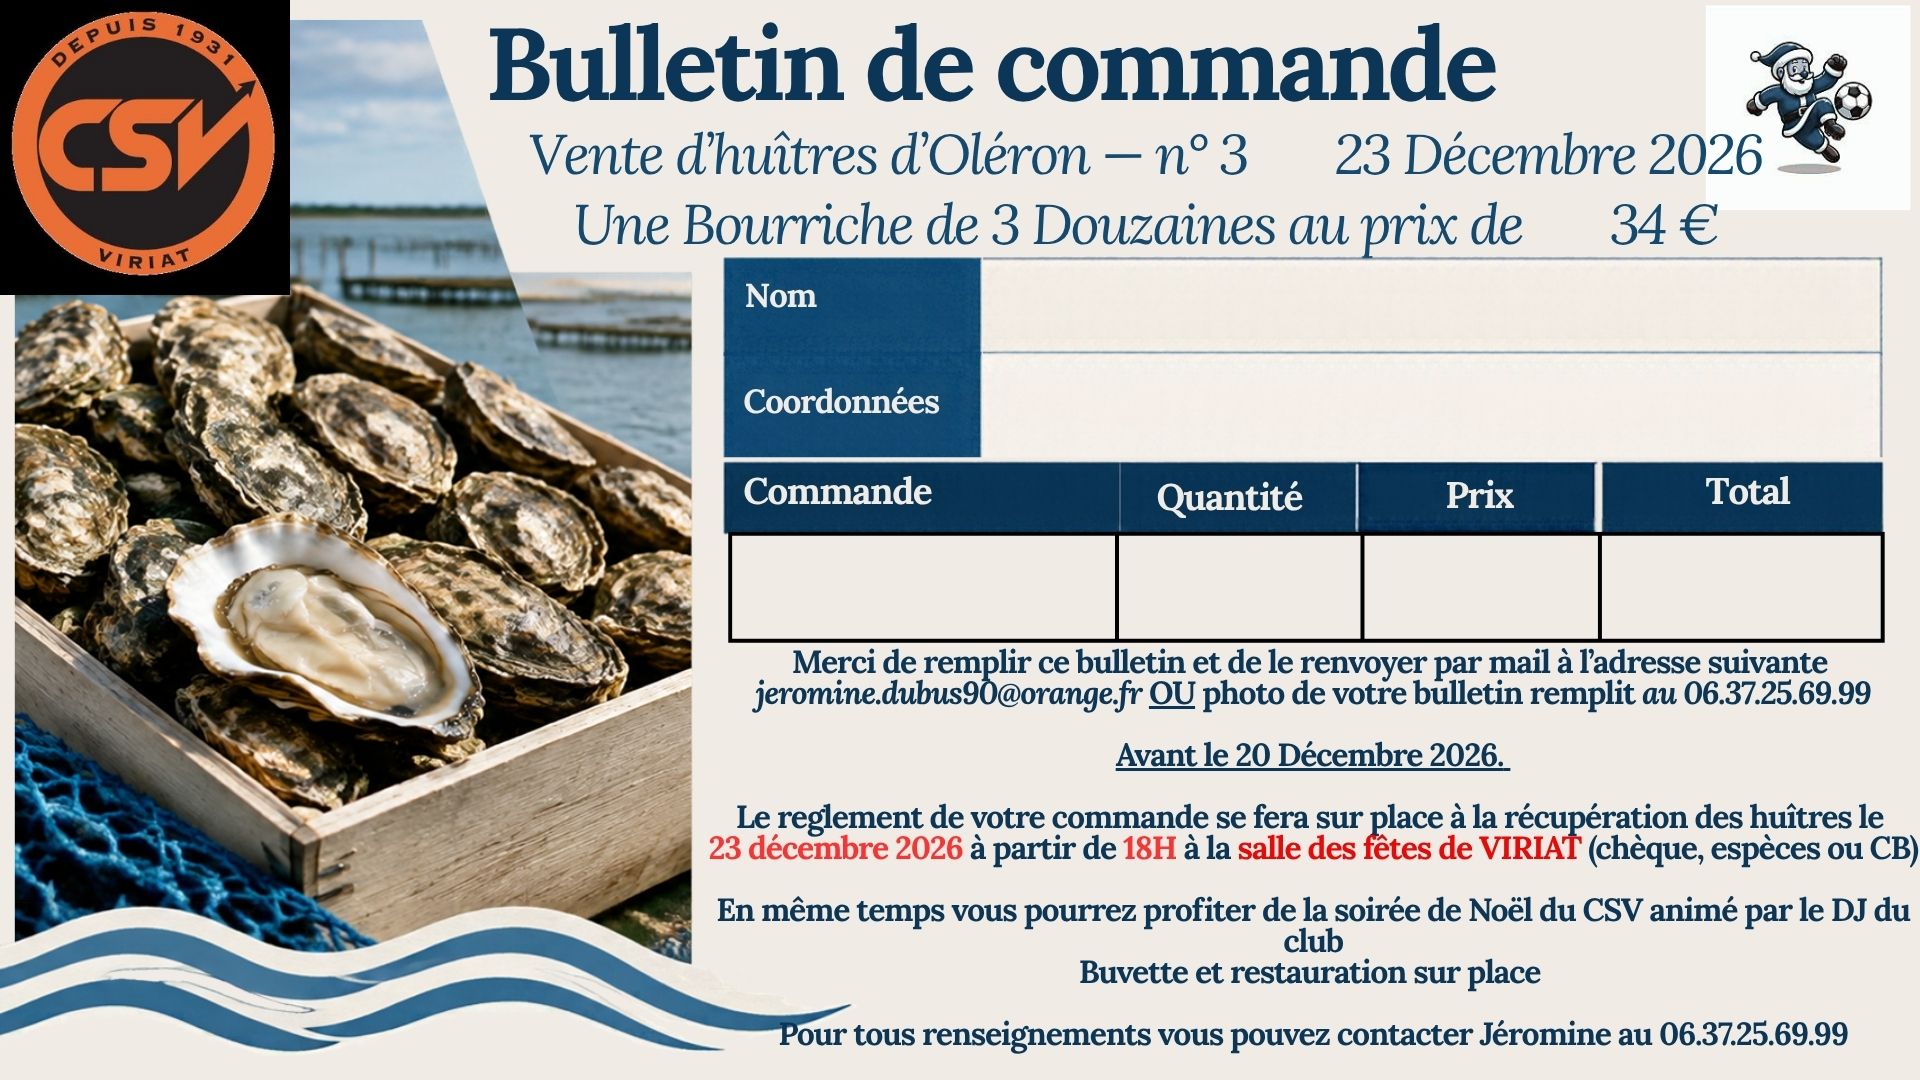 DEPUIS 1931
CSV
VIRIAT
Bulletin de commande
Vente d’huîtres d’Oléron — n° 3 23 Décembre 2026
Une Bourriche de 3 Douzaines au prix de 34 €
Nom
Coordonnées
Commande Quantité Prix Total
Merci de remplir ce bulletin et de le renvoyer par mail à l’adresse suivante
jeromine.dubus90@orange.fr OU photo de votre bulletin remplit au 06.37.25.69.99
Avant le 20 Décembre 2026.
Le reglement de votre commande se fera sur place à la récupération des huîtres le
23 décembre 2026 à partir de 18H à la salle des fêtes de VIRIAT (chèque, espèces ou CB)
En même temps vous pourrez profiter de la soirée de Noël du CSV animé par le DJ du
club
Buvette et restauration sur place
Pour tous renseignements vous pouvez contacter Jéromine au 06.37.25.69.99